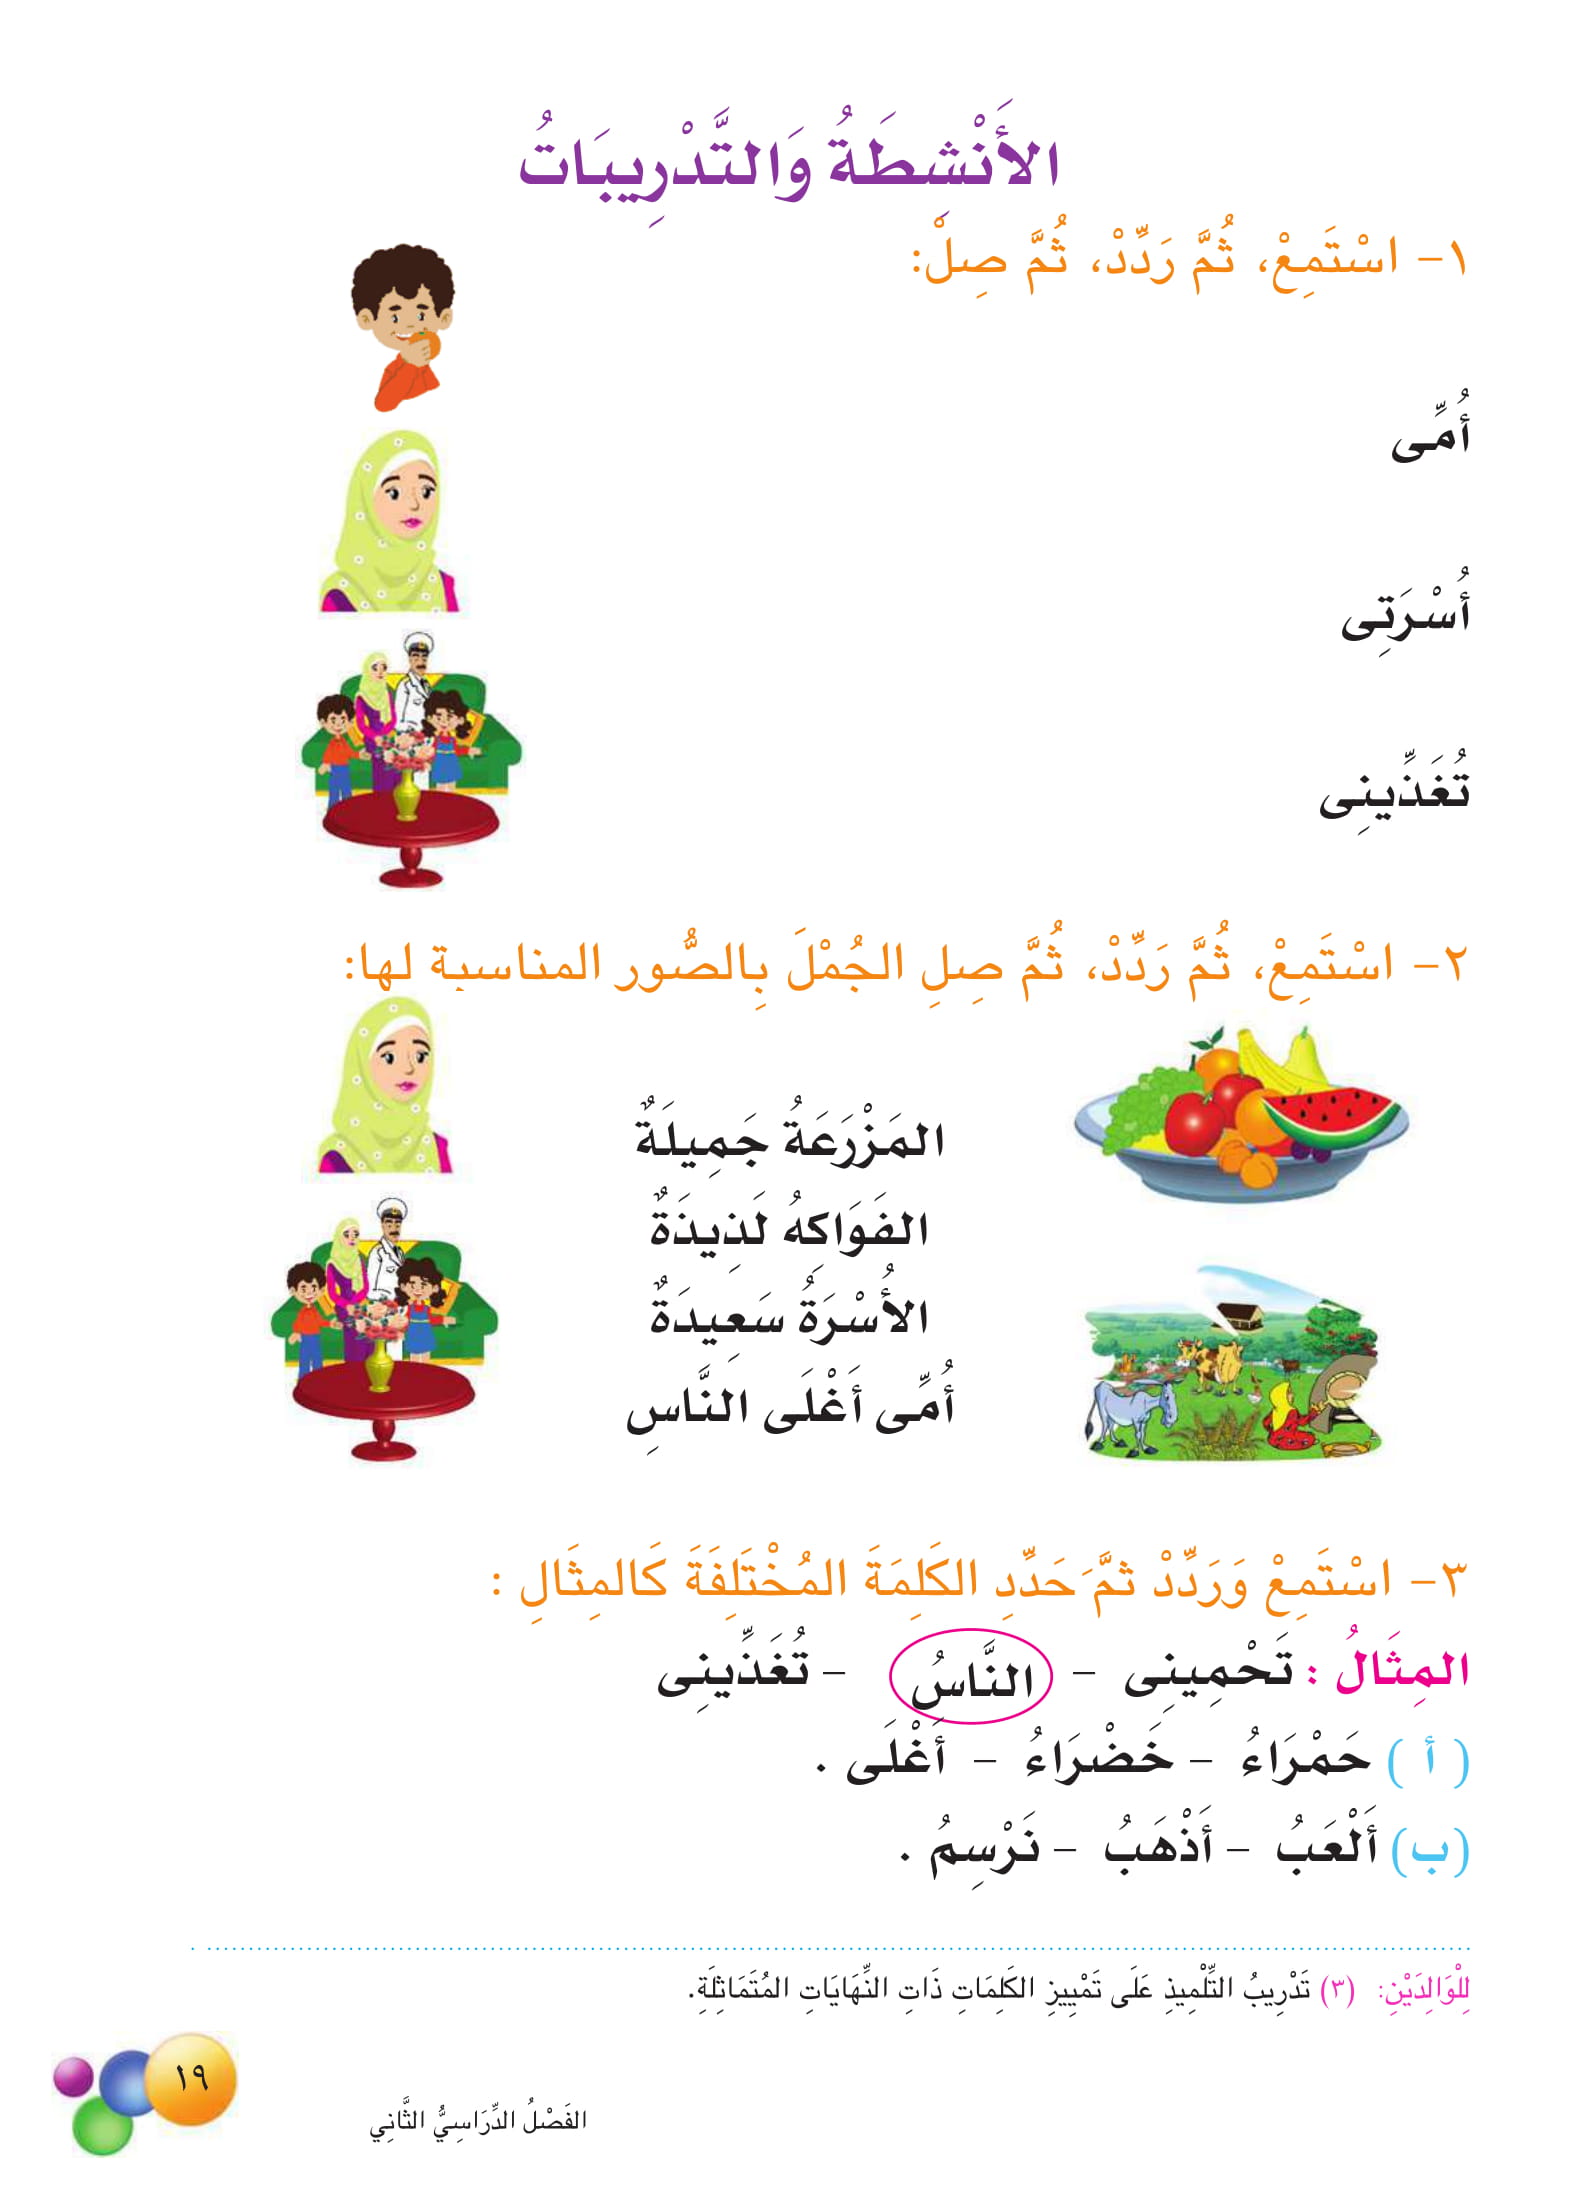 الأَنْشِطَةُ وَالتَّدْرِيبَاتُ
١- اسْتَمِعْ، ثُمَّ رَدِّدْ، ثُمَّ صِلْ:
أُمِّى
أُسْرَتِى
تُغَذِّينِى
٢- اسْتَمِعْ، ثُمَّ رَدِّدْ، ثُمَّ صِلِ الجُمْلَ بِالصُّور المناسبة لها:
المَزْرَعَةُ جَمِيلَةٌ
الفَوَاكِهُ لَذِيذَةٌ
الأُسْرَةُ سَعِيدَةٌ
أُمِّى أَغْلَى النَّاسِ
٣- اسْتَمِعْ وَرَدِّدْ ثمَّ َحَدِّدِ الكَلِمَةَ المُخْتَلِفَةَ كَالمِثَالِ :
المِثَالُ : تَحْمِينِى - النَّاسُ - تُغَذِّينِى
( أ ) حَمْرَاءُ - خَضْرَاءُ - أَغْلَى .
(ب) أَلْعَبُ - أَذْهَبُ - نَرْسِمُ .
لِلْوَالِدَيْنِ: (٣) تَدْرِيبُ التِّلْمِيذِ عَلَى تَمْيِيزِ الكَلِمَاتِ ذَاتِ النِّهَايَاتِ المُتَمَاثِلَةِ.
١٩
الفَصْلُ الدِّرَاسِيُّ الثَّانِي